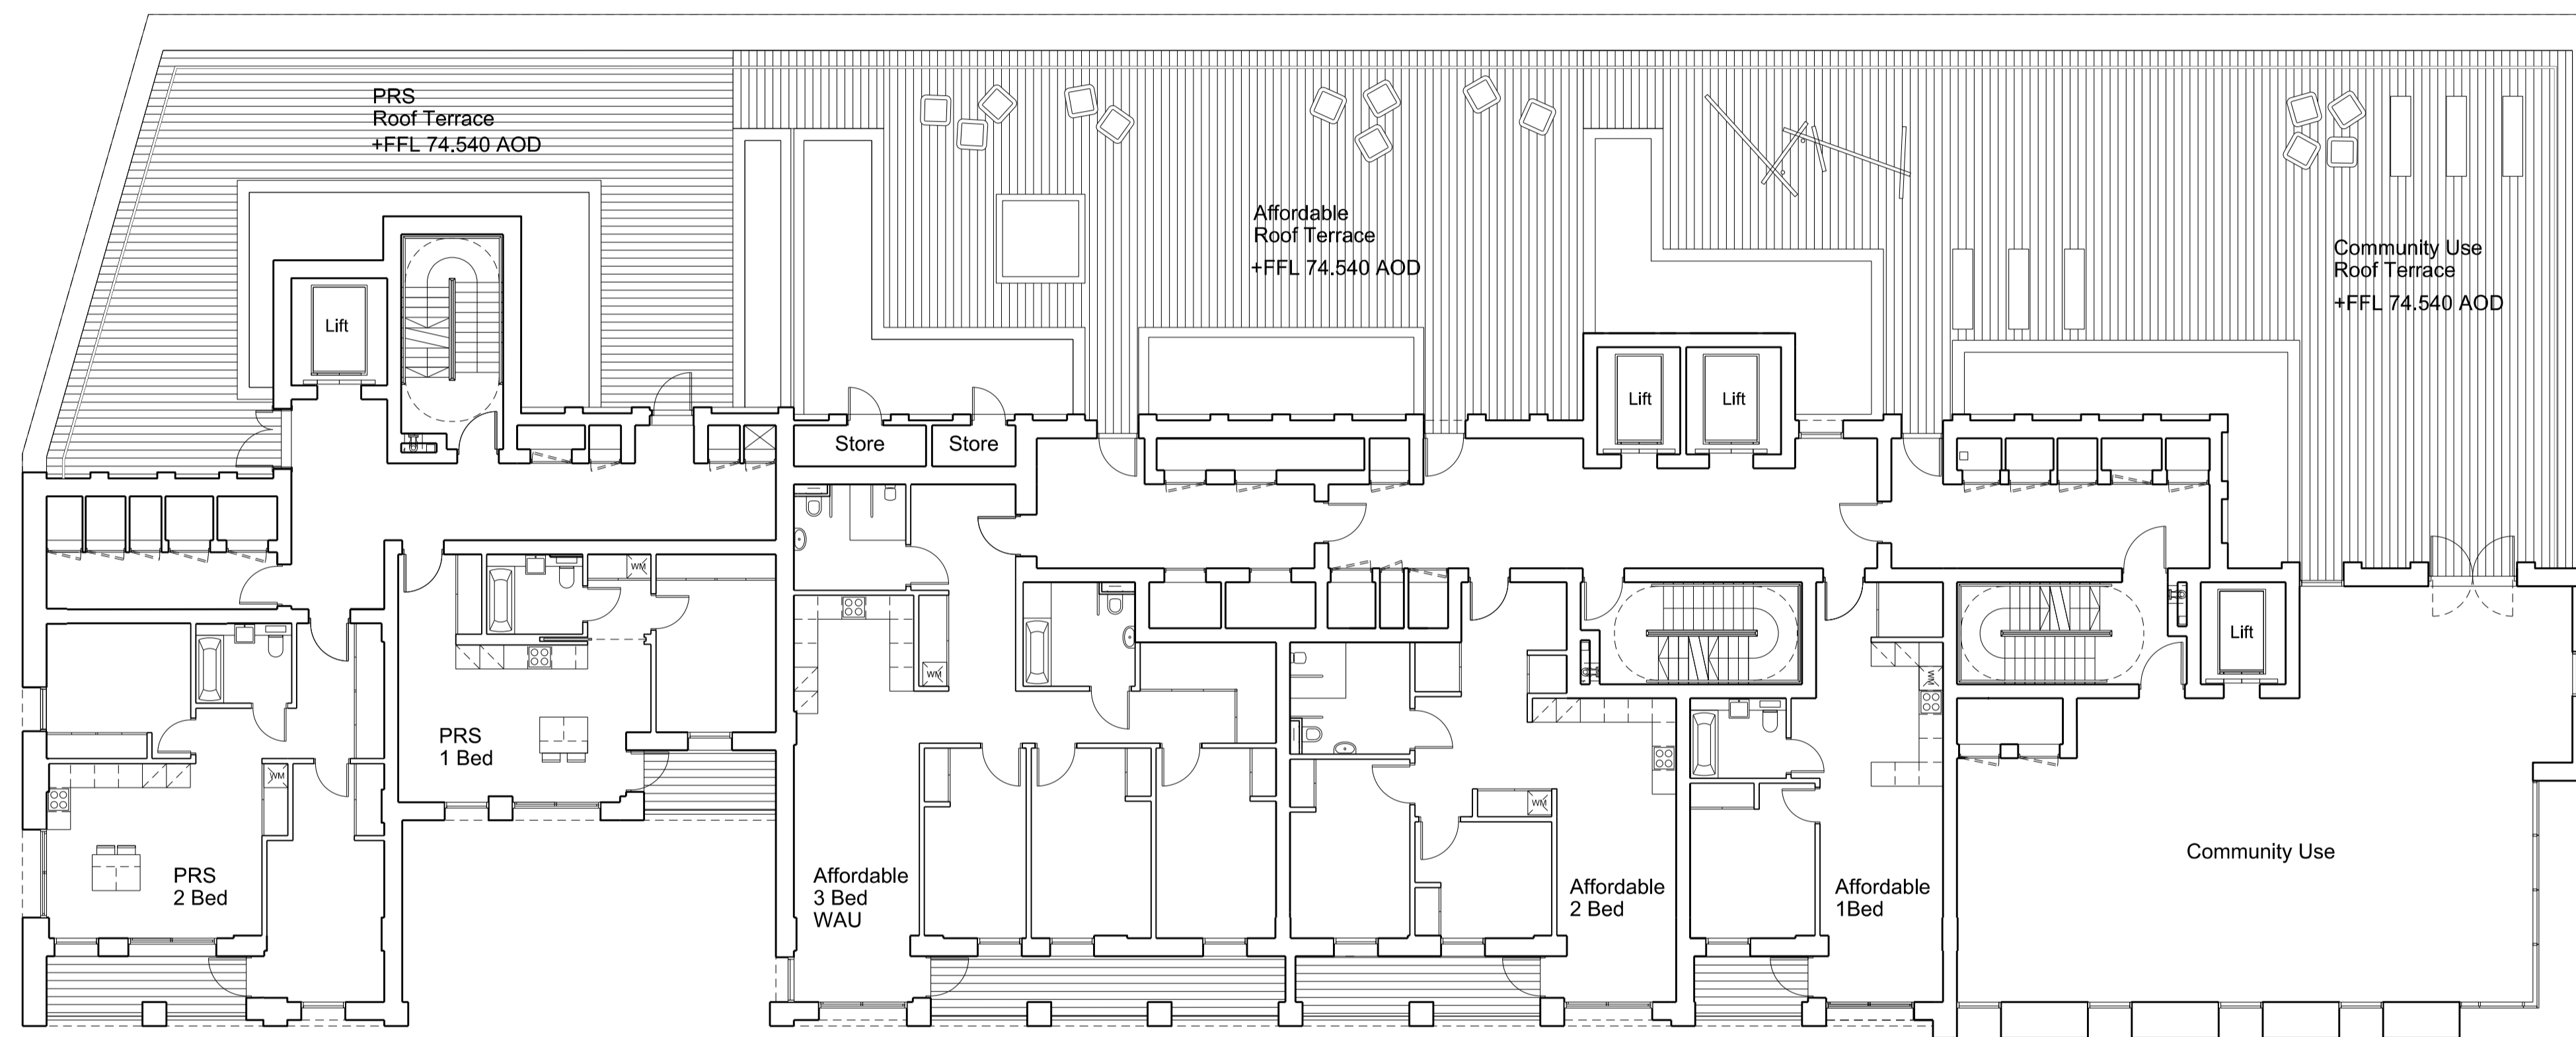 PRS
Roof Terrace
+FFL 74.540 AOD
Affordable
Roof Terrace
+FFL 74.540 AOD
Community Use
Roof Terrace
+FFL 74.540 AOD
Lift
Lift
Lift
Store
Store
WM
WM
WM
Lift
PRS
1 Bed
WM
WM
PRS
2 Bed
Affordable
3 Bed
WAU
Affordable
2 Bed
Affordable
1Bed
Community Use